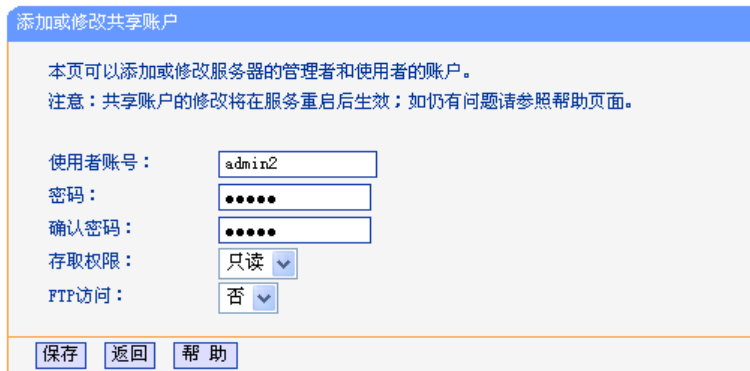 添加或修改共享账户
本页可以添加或修改服务器的管理者和使用者的账户。
注意：共享账户的修改将在服务重启后生效；如仍有问题请参照帮助页面。
使用者账号： admin2
密码： ●●●●●
确认密码： ●●●●●
存取权限： 只读
FTP访问： 否
保存 返回 帮 助